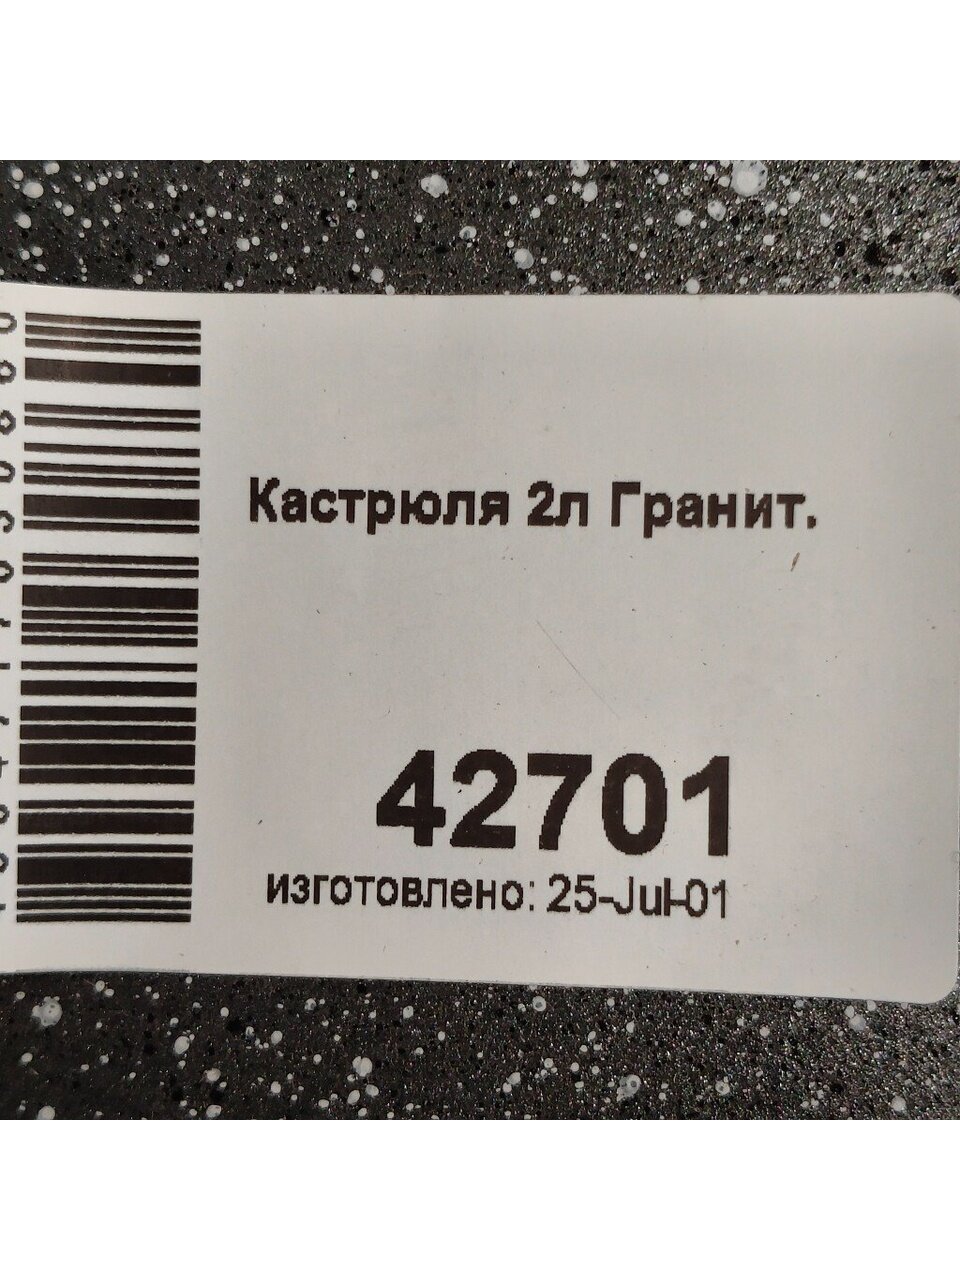 Кастрюля 2л Гранит.
42701
изготовлено: 25-Jul-01